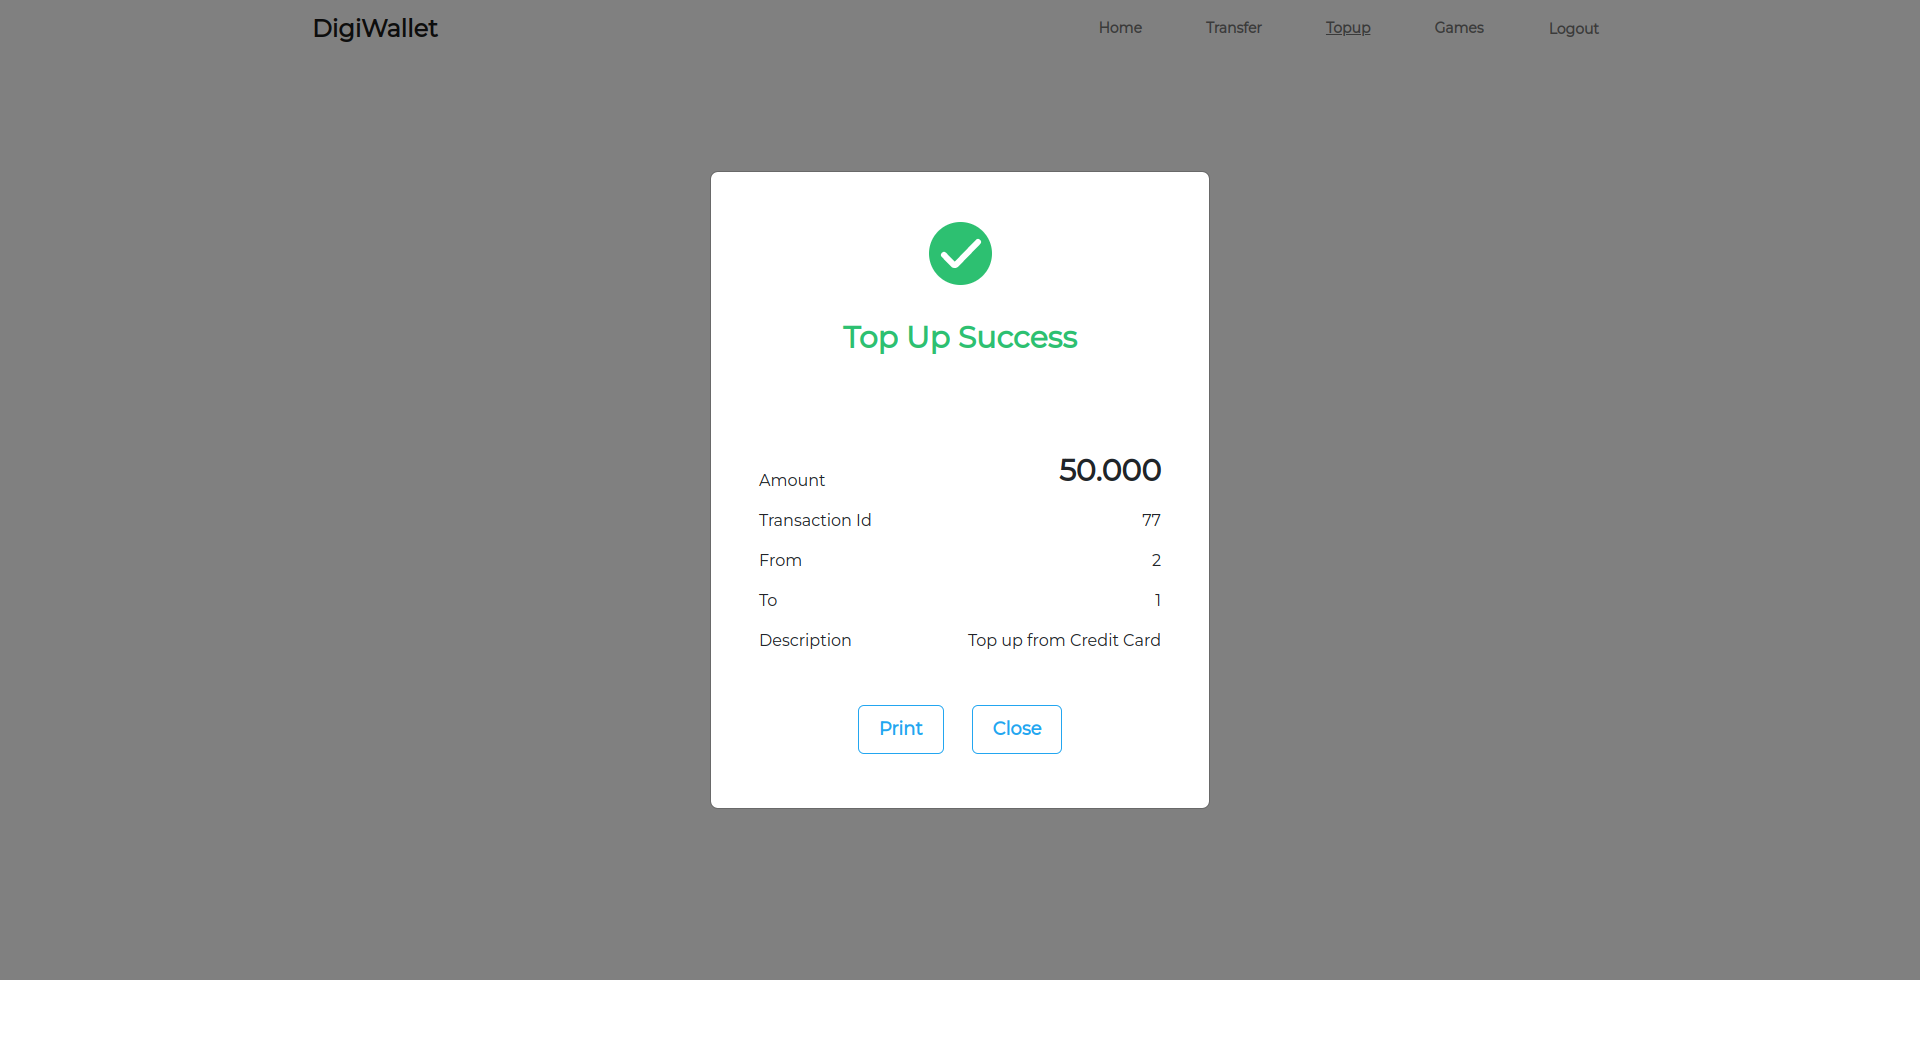 DigiWallet Home Transfer Topup Games Logout
Top Up Success
Amount 50.000
Transaction Id 77
From 2
To 1
Description Top up from Credit Card
Print Close